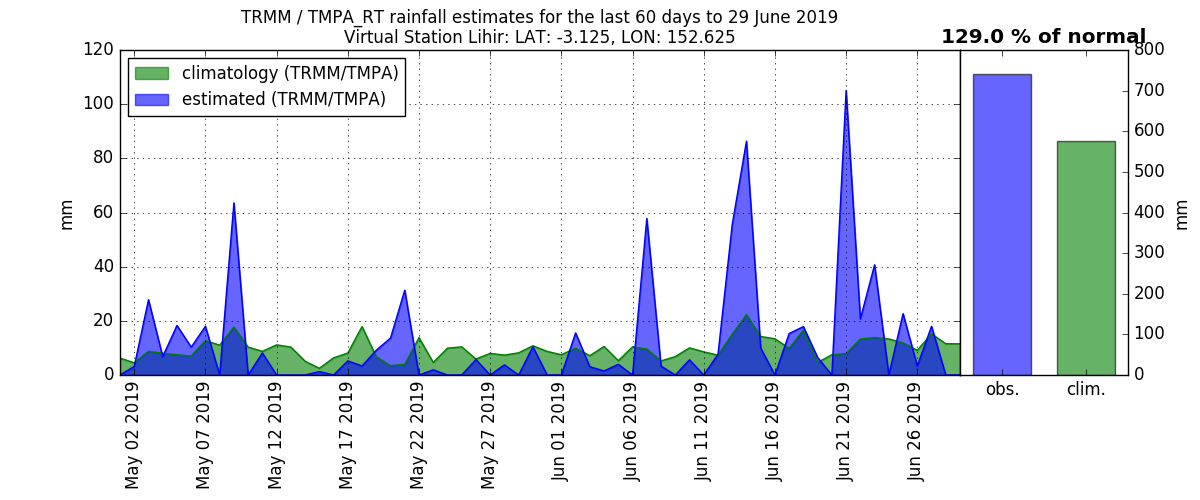 TRMM / TMPA_RT rainfall estimates for the last 60 days to 29 June 2019
Virtual Station Lihir: LAT: -3.125, LON: 152.625
129.0 % of normal
climatology (TRMM/TMPA)
estimated (TRMM/TMPA)
120
100
80
60
40
20
0
mm
May 02 2019
May 07 2019
May 12 2019
May 17 2019
May 22 2019
May 27 2019
Jun 01 2019
Jun 06 2019
Jun 11 2019
Jun 16 2019
Jun 21 2019
Jun 26 2019
obs.
clim.
800
700
600
500
400
300
200
100
0
mm